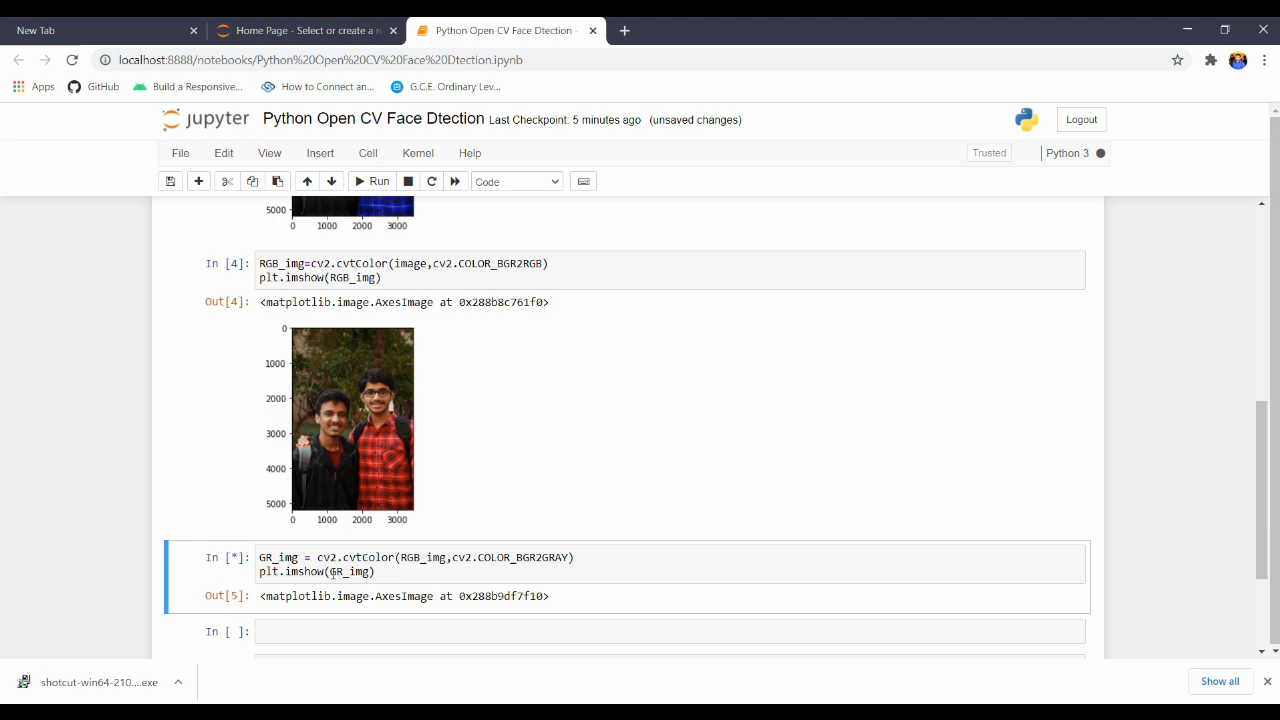 New Tab
Home Page - Select or create a n
Python Open CV Face Dtection -
localhost:8888/notebooks/Python%20Open%20CV%20Face%20Dtection.ipynb
Apps
GitHub
Build a Responsive...
How to Connect an...
G.C.E. Ordinary Lev...
jupyter
Python Open CV Face Dtection Last Checkpoint: 5 minutes ago (unsaved changes)
Logout
File Edit View Insert Cell Kernel Help
Trusted
Python 3
Run
Code
5000
0 1000 2000 3000
In [4]: RGB_img=cv2.cvtColor(image,cv2.COLOR_BGR2RGB)
plt.imshow(RGB_img)
Out[4]: <matplotlib.image.AxesImage at 0x288b8c761f0>
0
1000
2000
3000
4000
5000
0 1000 2000 3000
In [*]: GR_img = cv2.cvtColor(RGB_img,cv2.COLOR_BGR2GRAY)
plt.imshow(GR_img)
Out[5]: <matplotlib.image.AxesImage at 0x288b9df7f10>
In [ ]:
shotcut-win64-210....exe
Show all